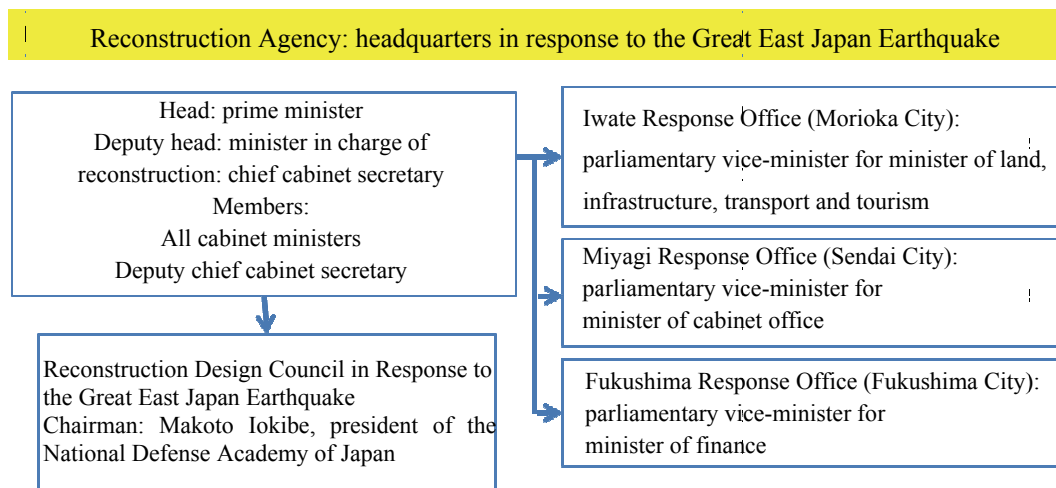 Reconstruction Agency: headquarters in response to the Great East Japan Earthquake
Head: prime minister
Deputy head: minister in charge of
reconstruction: chief cabinet secretary
Members:
All cabinet ministers
Deputy chief cabinet secretary
Reconstruction Design Council in Response to
the Great East Japan Earthquake
Chairman: Makoto Iokibe, president of the
National Defense Academy of Japan
Iwate Response Office (Morioka City):
parliamentary vice-minister for minister of land,
infrastructure, transport and tourism
Miyagi Response Office (Sendai City):
parliamentary vice-minister for
minister of cabinet office
Fukushima Response Office (Fukushima City):
parliamentary vice-minister for
minister of finance